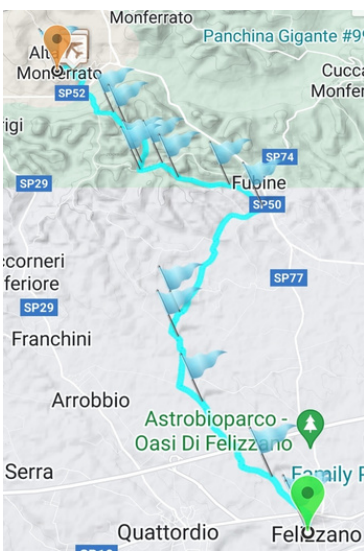 Monferrato
Panchina Gigante #9
Alt
Monferrato
Cucca
Monfer
SP52
rigi
SP74
SP29
Fubine
SP50
ccorneri
feriore
SP77
SP29
Franchini
Arrobbio
Astrobioparco -
Oasi Di Felizzano
Serra
Family P
Quattordio
Felizzano